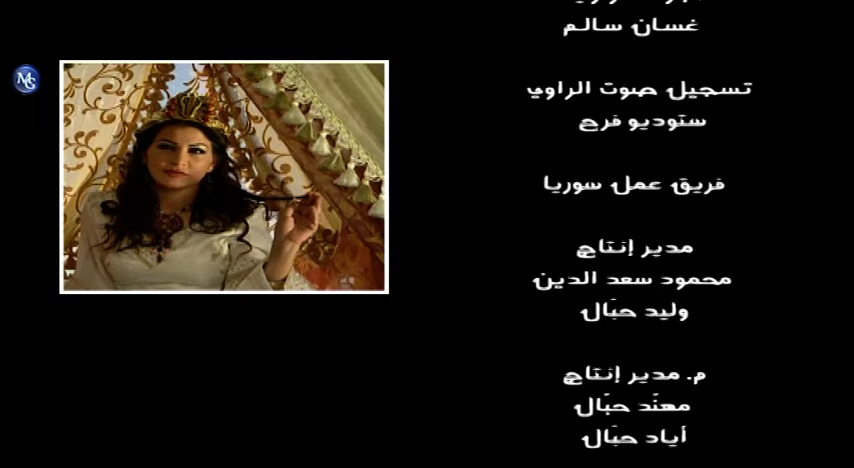 غسان سالم
تسجيل صوت الراوي
ستوديو فرح
فريق عمل سوريا
مدير إنتاج
محمود سعد الدين
وليد حبّال
م. مدير إنتاج
مهنّد حبّال
أياد حبّال
MG